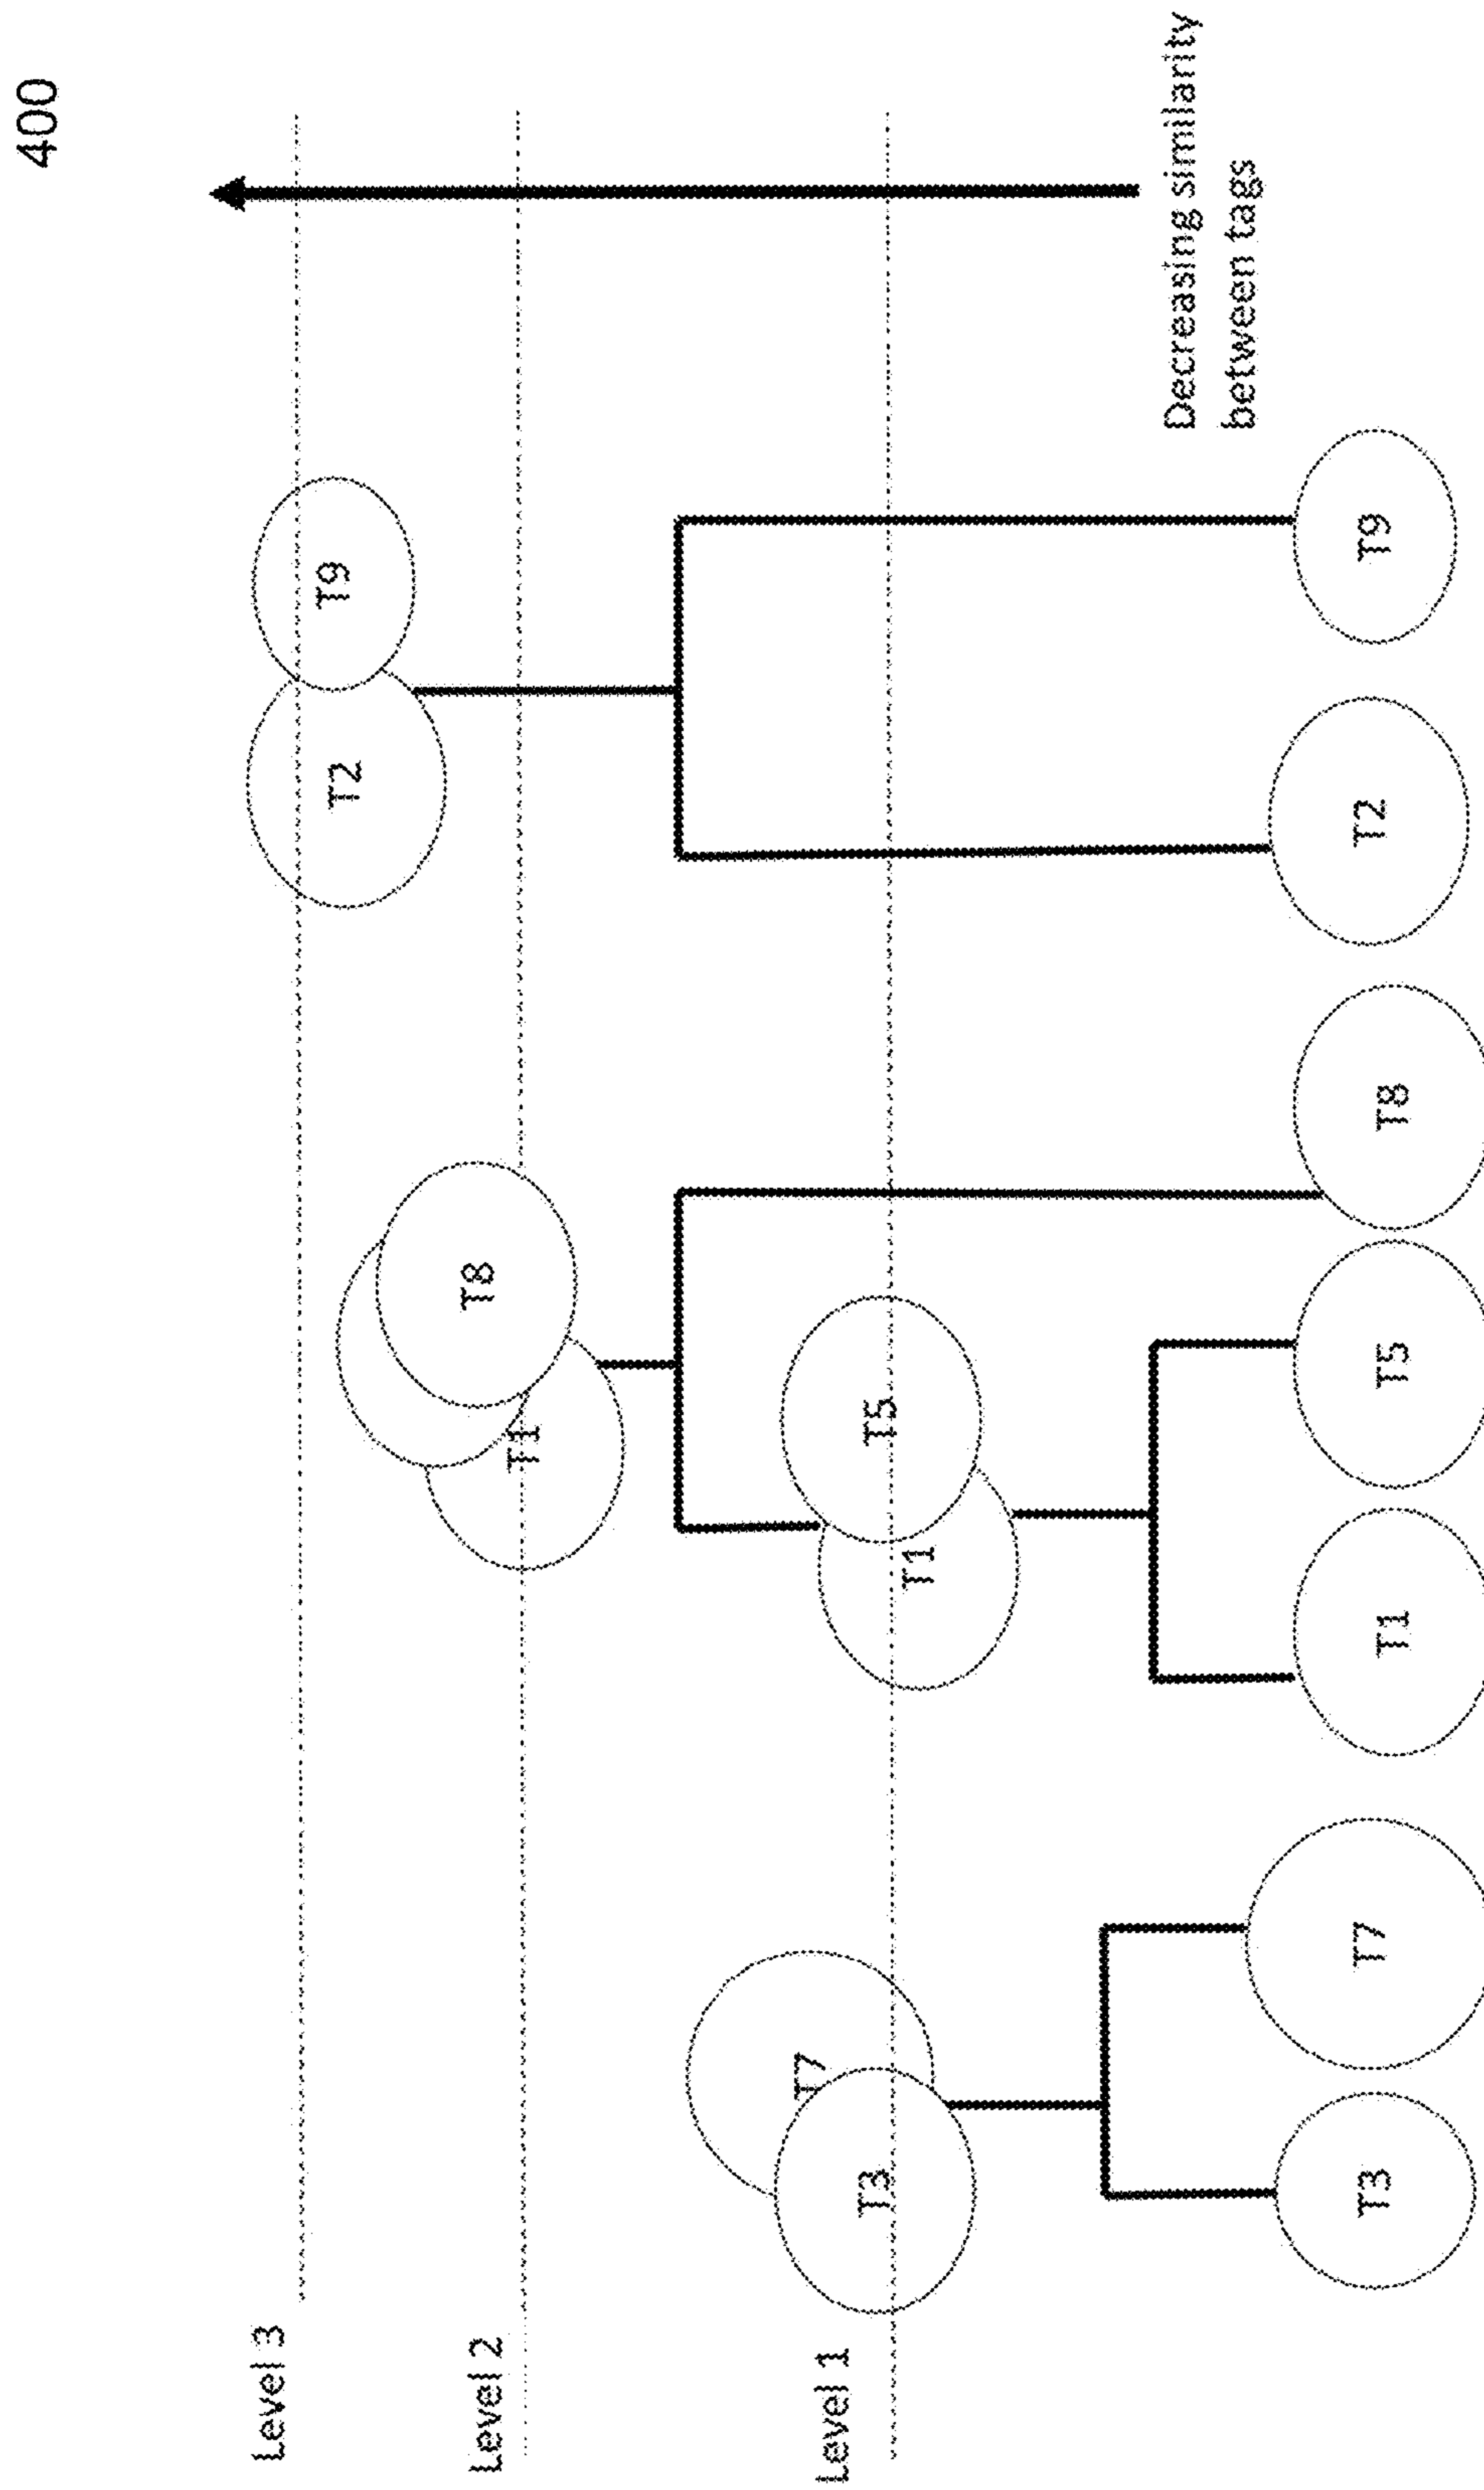 400
Level 3
T2
T9
Level 2
T1
T8
Level 1
T3
T7
T1
T5
Decreasing similarity
between tags
T3
T7
T1
T5
T8
T2
T9